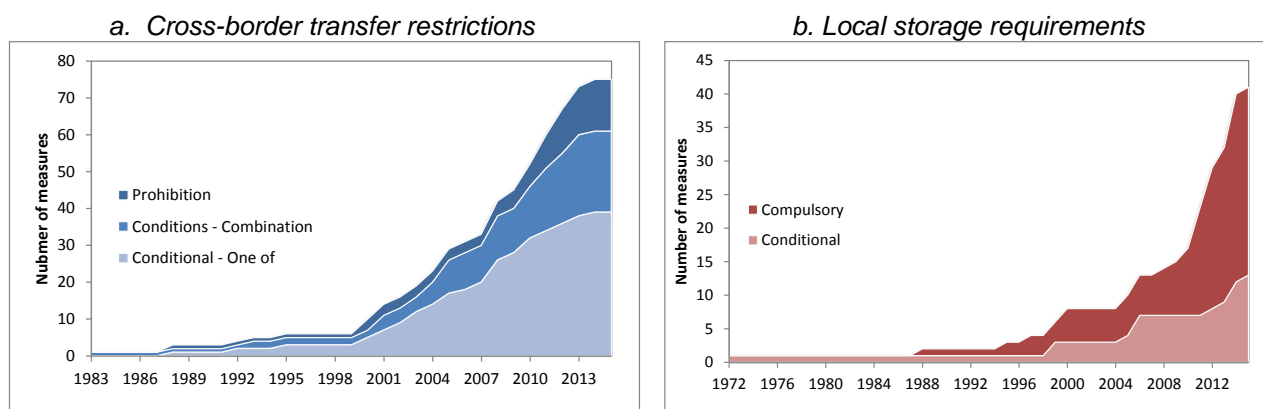 a. Cross-border transfer restrictions
80
70
60
50
40
30
20
10
0
Nubmer of measures
Prohibition
Conditions - Combination
Conditional - One of
1983 1986 1989 1992 1995 1998 2001 2004 2007 2010 2013
b. Local storage requirements
45
40
35
30
25
20
15
10
5
0
Number of measures
Compulsory
Conditional
1972 1976 1980 1984 1988 1992 1996 2000 2004 2008 2012